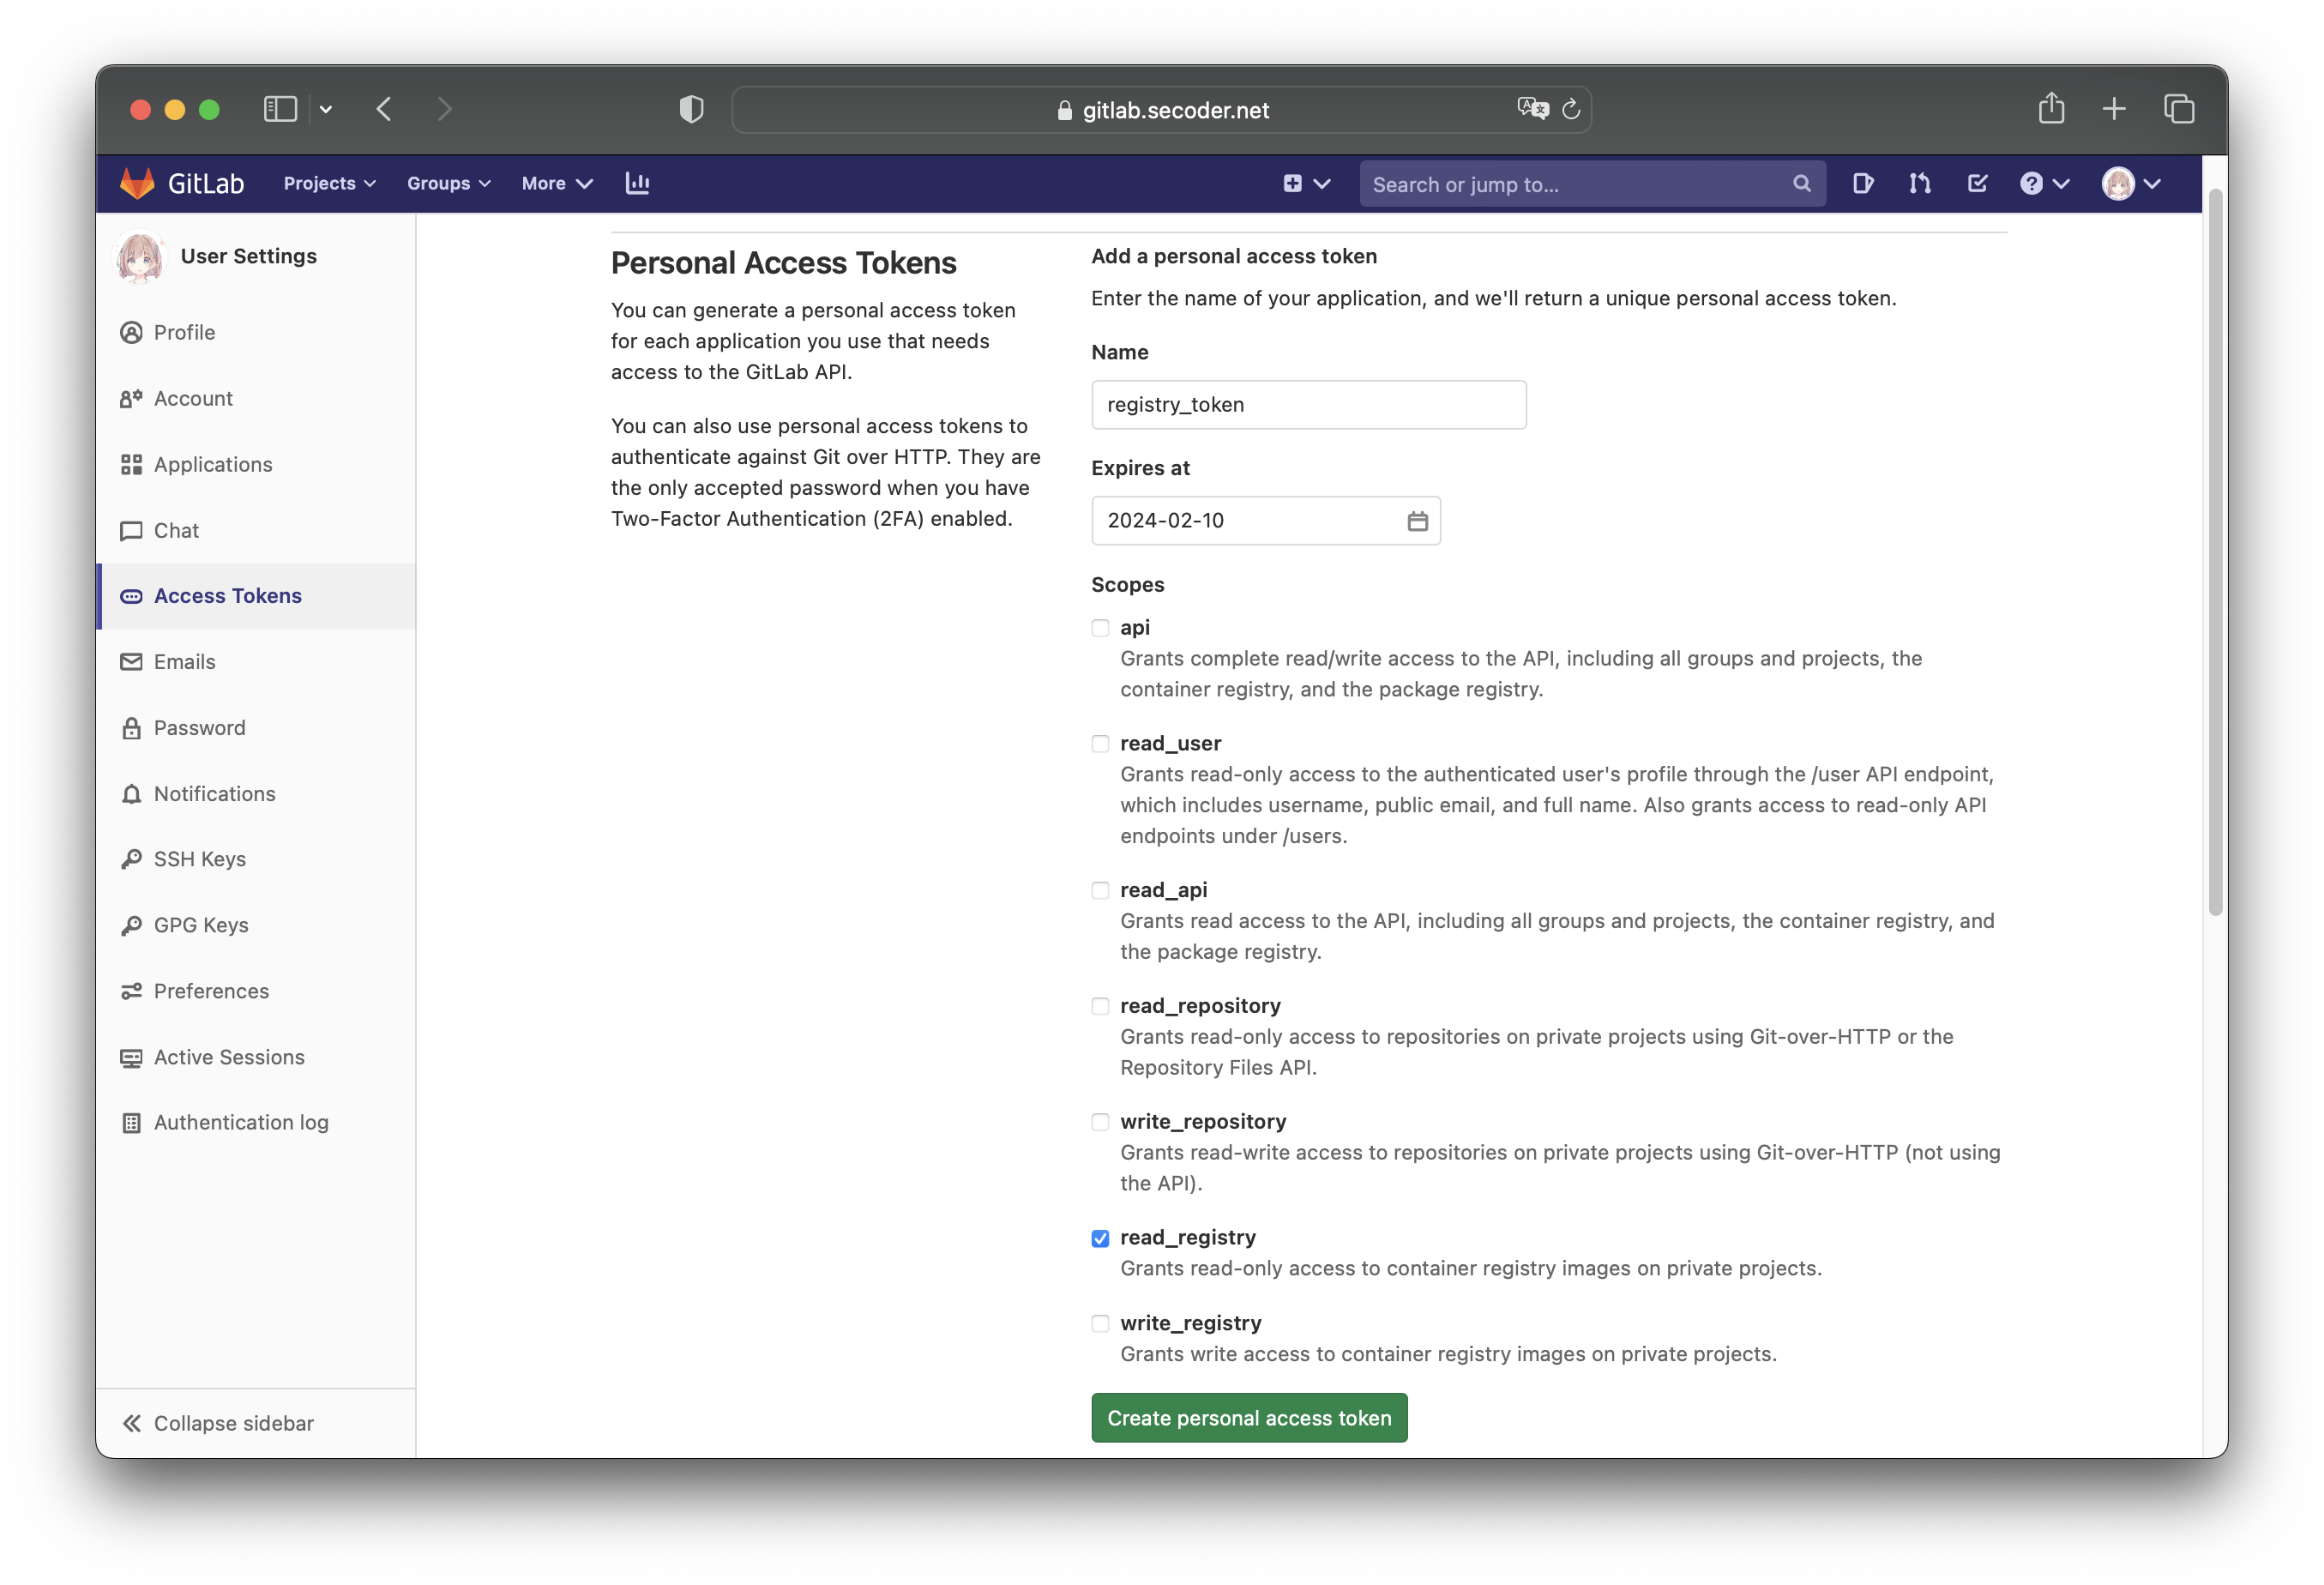 gitlab.secoder.net
GitLab Projects Groups More Search or jump to...
User Settings
Profile
Account
Applications
Chat
Access Tokens
Emails
Password
Notifications
SSH Keys
GPG Keys
Preferences
Active Sessions
Authentication log
Collapse sidebar
Personal Access Tokens
You can generate a personal access token
for each application you use that needs
access to the GitLab API.
You can also use personal access tokens to
authenticate against Git over HTTP. They are
the only accepted password when you have
Two-Factor Authentication (2FA) enabled.
Add a personal access token
Enter the name of your application, and we'll return a unique personal access token.
Name
registry_token
Expires at
2024-02-10
Scopes
api
Grants complete read/write access to the API, including all groups and projects, the
container registry, and the package registry.
read_user
Grants read-only access to the authenticated user's profile through the /user API endpoint,
which includes username, public email, and full name. Also grants access to read-only API
endpoints under /users.
read_api
Grants read access to the API, including all groups and projects, the container registry, and
the package registry.
read_repository
Grants read-only access to repositories on private projects using Git-over-HTTP or the
Repository Files API.
write_repository
Grants read-write access to repositories on private projects using Git-over-HTTP (not using
the API).
read_registry
Grants read-only access to container registry images on private projects.
write_registry
Grants write access to container registry images on private projects.
Create personal access token